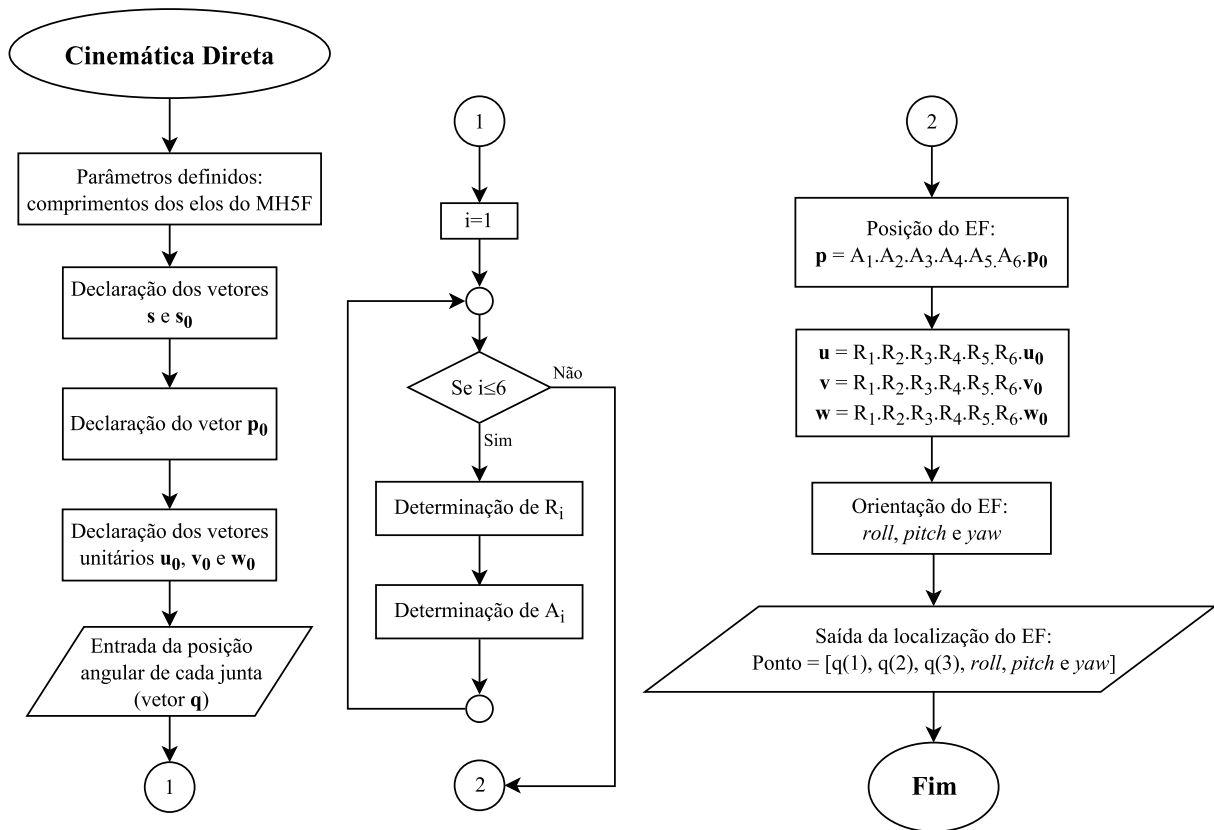 Cinemática Direta
Parâmetros definidos:
comprimentos dos elos do MH5F
Declaração dos vetores
s e s₀
Declaração do vetor p₀
Declaração dos vetores
unitários u₀, v₀ e w₀
Entrada da posição
angular de cada junta
(vetor q)
1
1
i=1
Se i≤6
Não
Sim
Determinação de Rᵢ
Determinação de Aᵢ
2
2
Posição do EF:
p = A₁.A₂.A₃.A₄.A₅.A₆.p₀
u = R₁.R₂.R₃.R₄.R₅.R₆.u₀
v = R₁.R₂.R₃.R₄.R₅.R₆.v₀
w = R₁.R₂.R₃.R₄.R₅.R₆.w₀
Orientação do EF:
roll, pitch e yaw
Saída da localização do EF:
Ponto = [q(1), q(2), q(3), roll, pitch e yaw]
Fim